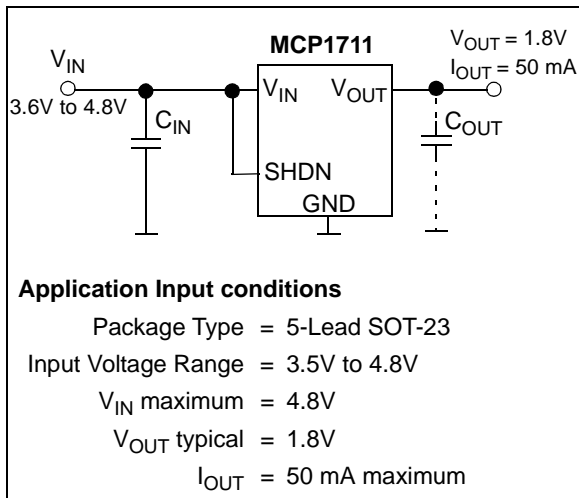 MCP1711
V_OUT = 1.8V
I_OUT = 50 mA
V_IN
3.6V to 4.8V
C_IN
V_IN V_OUT
C_OUT
SHDN
GND
Application Input conditions
Package Type = 5-Lead SOT-23
Input Voltage Range = 3.5V to 4.8V
V_IN maximum = 4.8V
V_OUT typical = 1.8V
I_OUT = 50 mA maximum